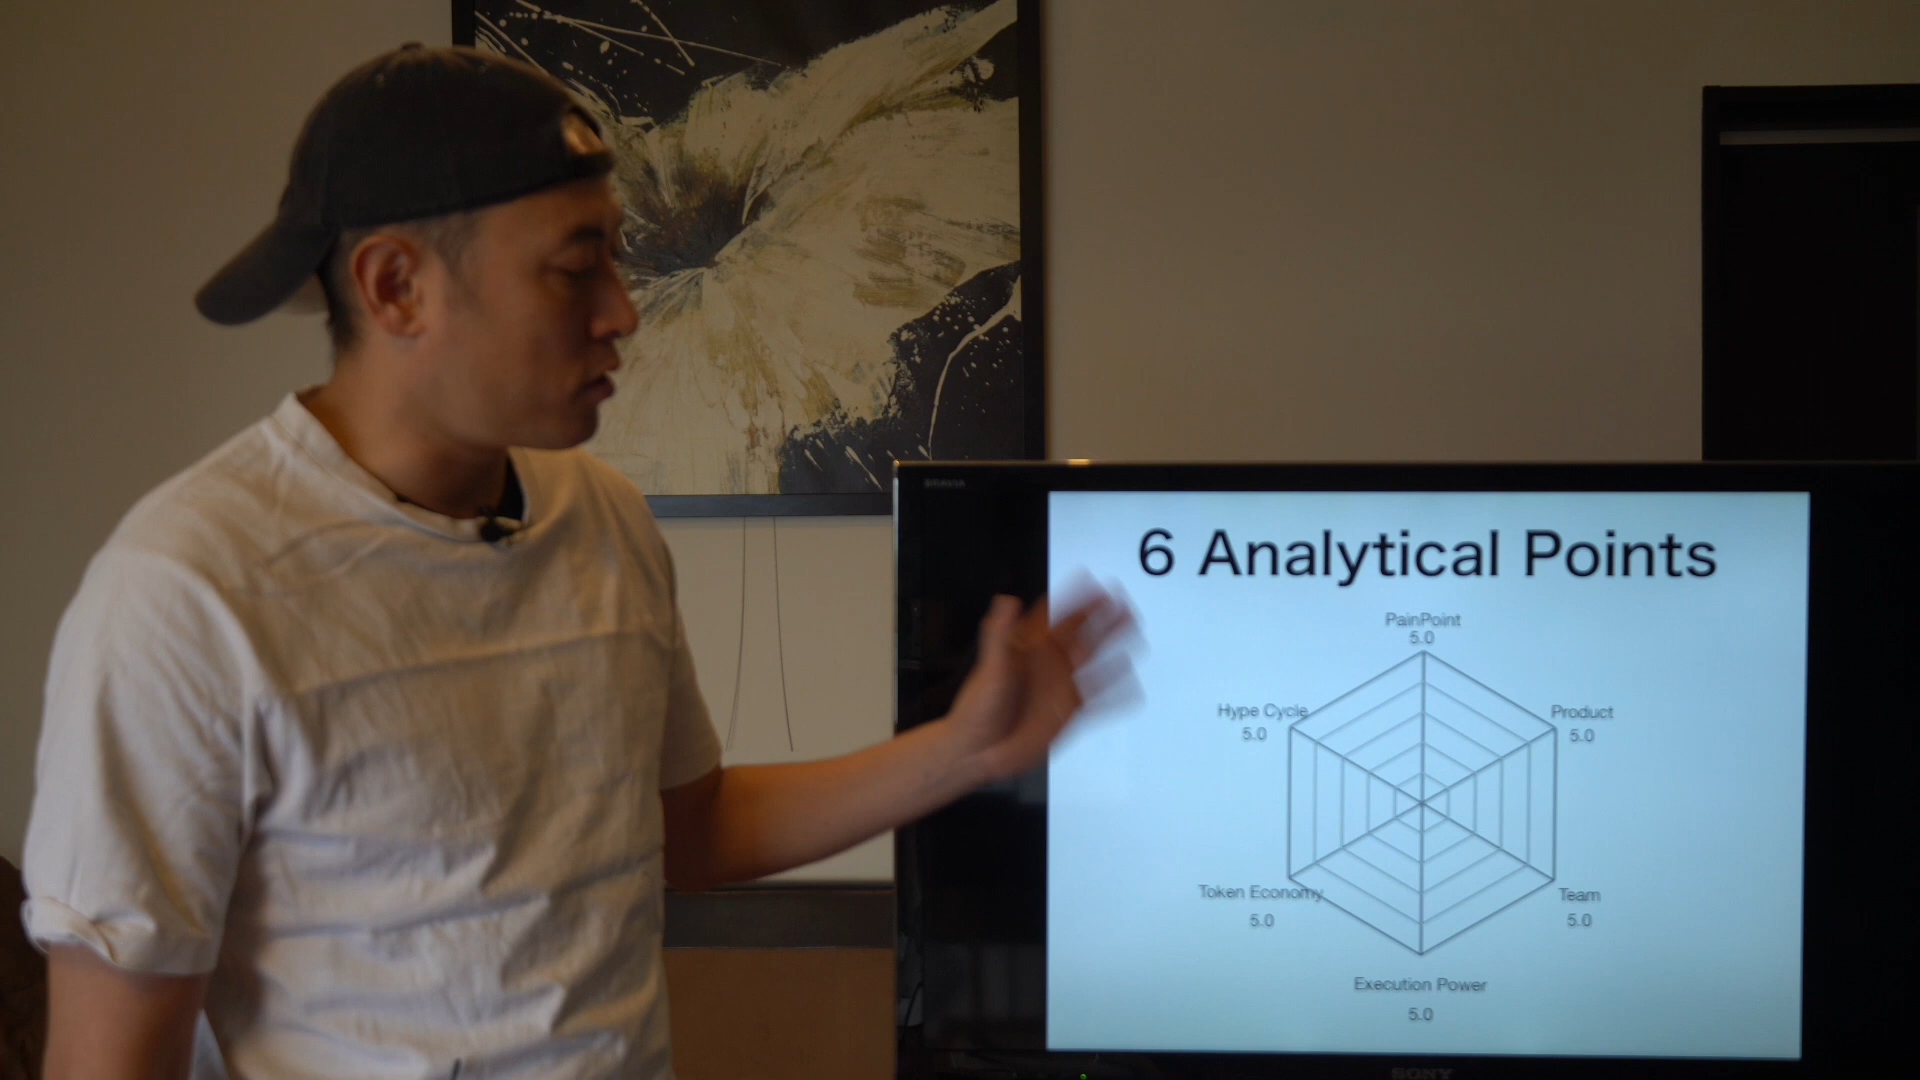 BRAVIA
6 Analytical Points
PainPoint
5.0
Hype Cycle
5.0
Product
5.0
Token Economy
5.0
Team
5.0
Execution Power
5.0
SONY